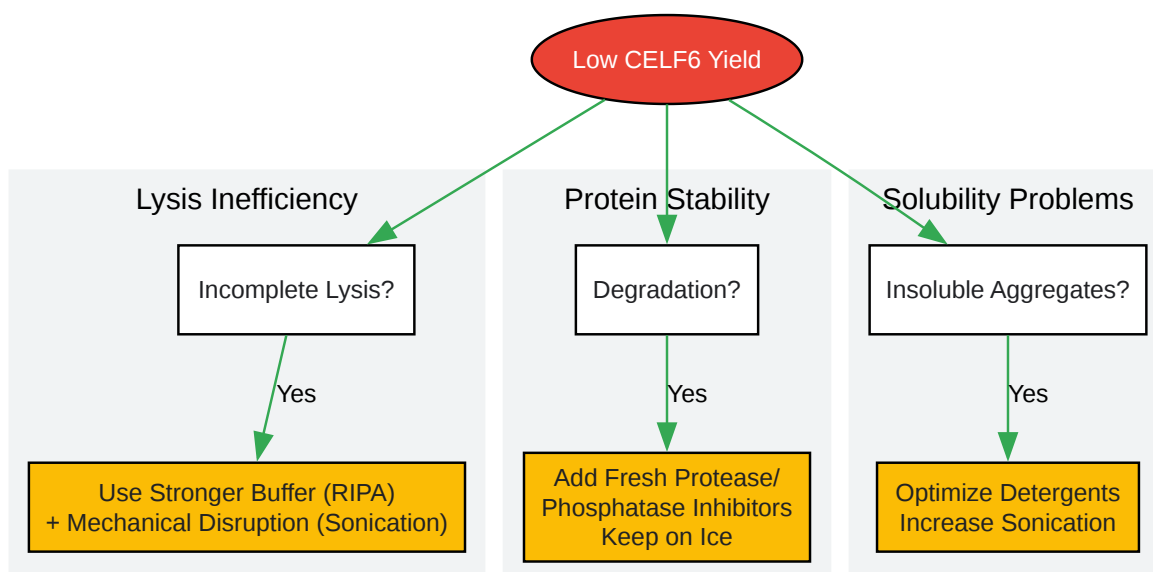 Low CELF6 Yield
Lysis Inefficiency
Protein Stability
Solubility Problems
Incomplete Lysis?
Degradation?
Insoluble Aggregates?
Yes
Yes
Yes
Use Stronger Buffer (RIPA)
+ Mechanical Disruption (Sonication)
Add Fresh Protease/
Phosphatase Inhibitors
Keep on Ice
Optimize Detergents
Increase Sonication